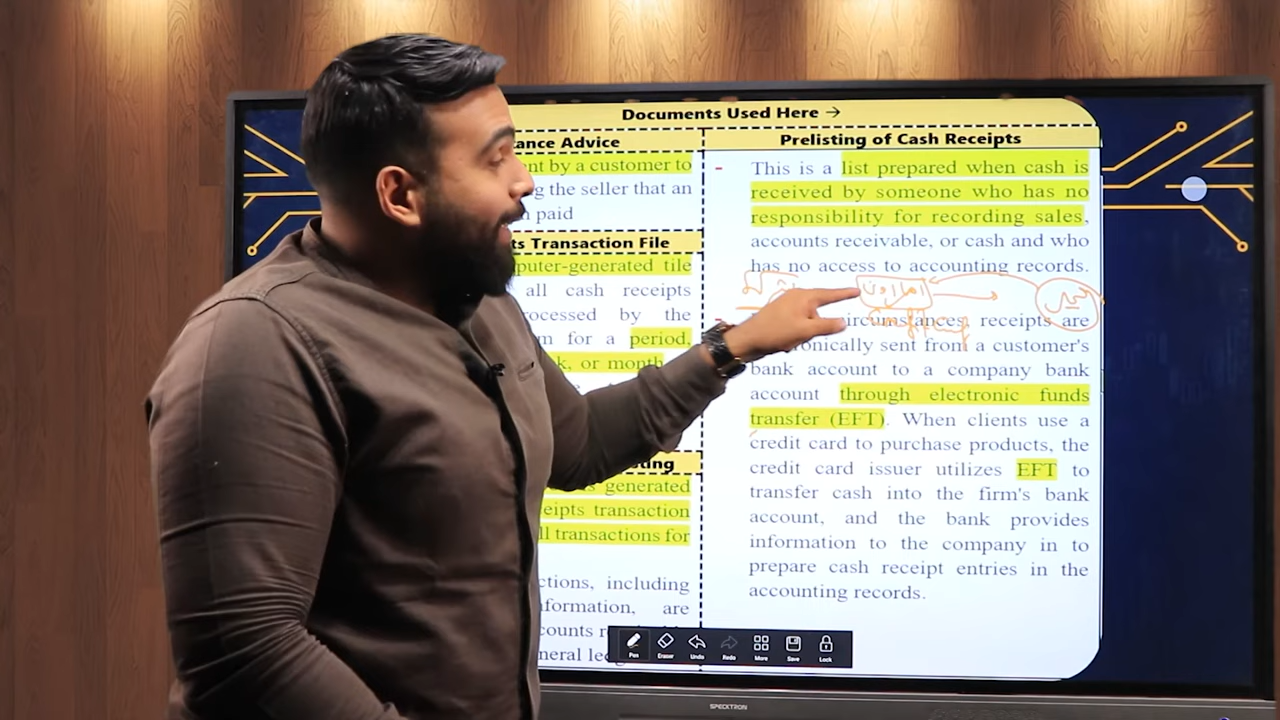 Documents Used Here →
ance Advice
nt by a customer to
g the seller that an
paid
ts Transaction File
puter-generated tile
all cash receipts
rocessed by the
m for a period,
k, or month
ting
s generated
eipts transaction
ll transactions for
ctions, including
formation, are
counts
neral led
Prelisting of Cash Receipts
- This is a list prepared when cash is
received by someone who has no
responsibility for recording sales,
accounts receivable, or cash and who
has no access to accounting records.
امازون
circumstances, receipts are
ronically sent from a customer's
bank account to a company bank
account through electronic funds
transfer (EFT). When clients use a
credit card to purchase products, the
credit card issuer utilizes EFT to
transfer cash into the firm's bank
account, and the bank provides
information to the company in to
prepare cash receipt entries in the
accounting records.
Pen Eraser Undo Redo More Save Lock
SPECKTRON